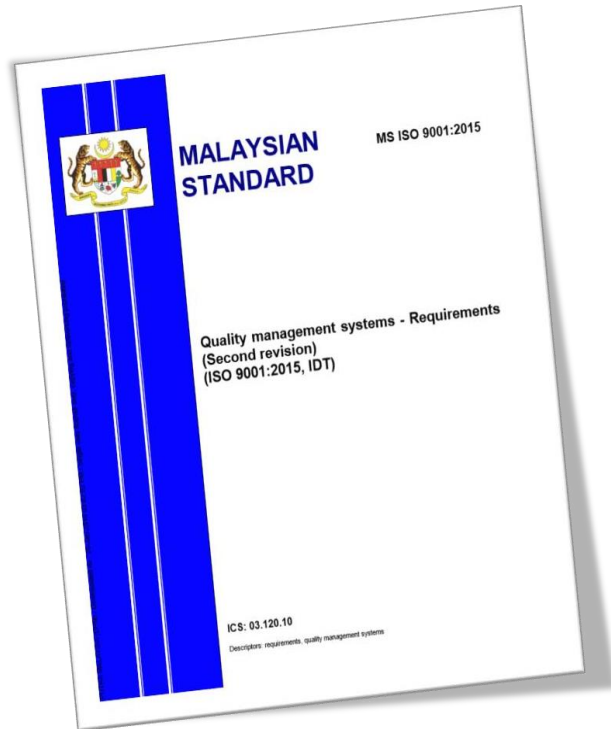 MALAYSIAN
STANDARD
MS ISO 9001:2015
Quality management systems - Requirements
(Second revision)
(ISO 9001:2015, IDT)
ICS: 03.120.10
Descriptors: requirements, quality management systems